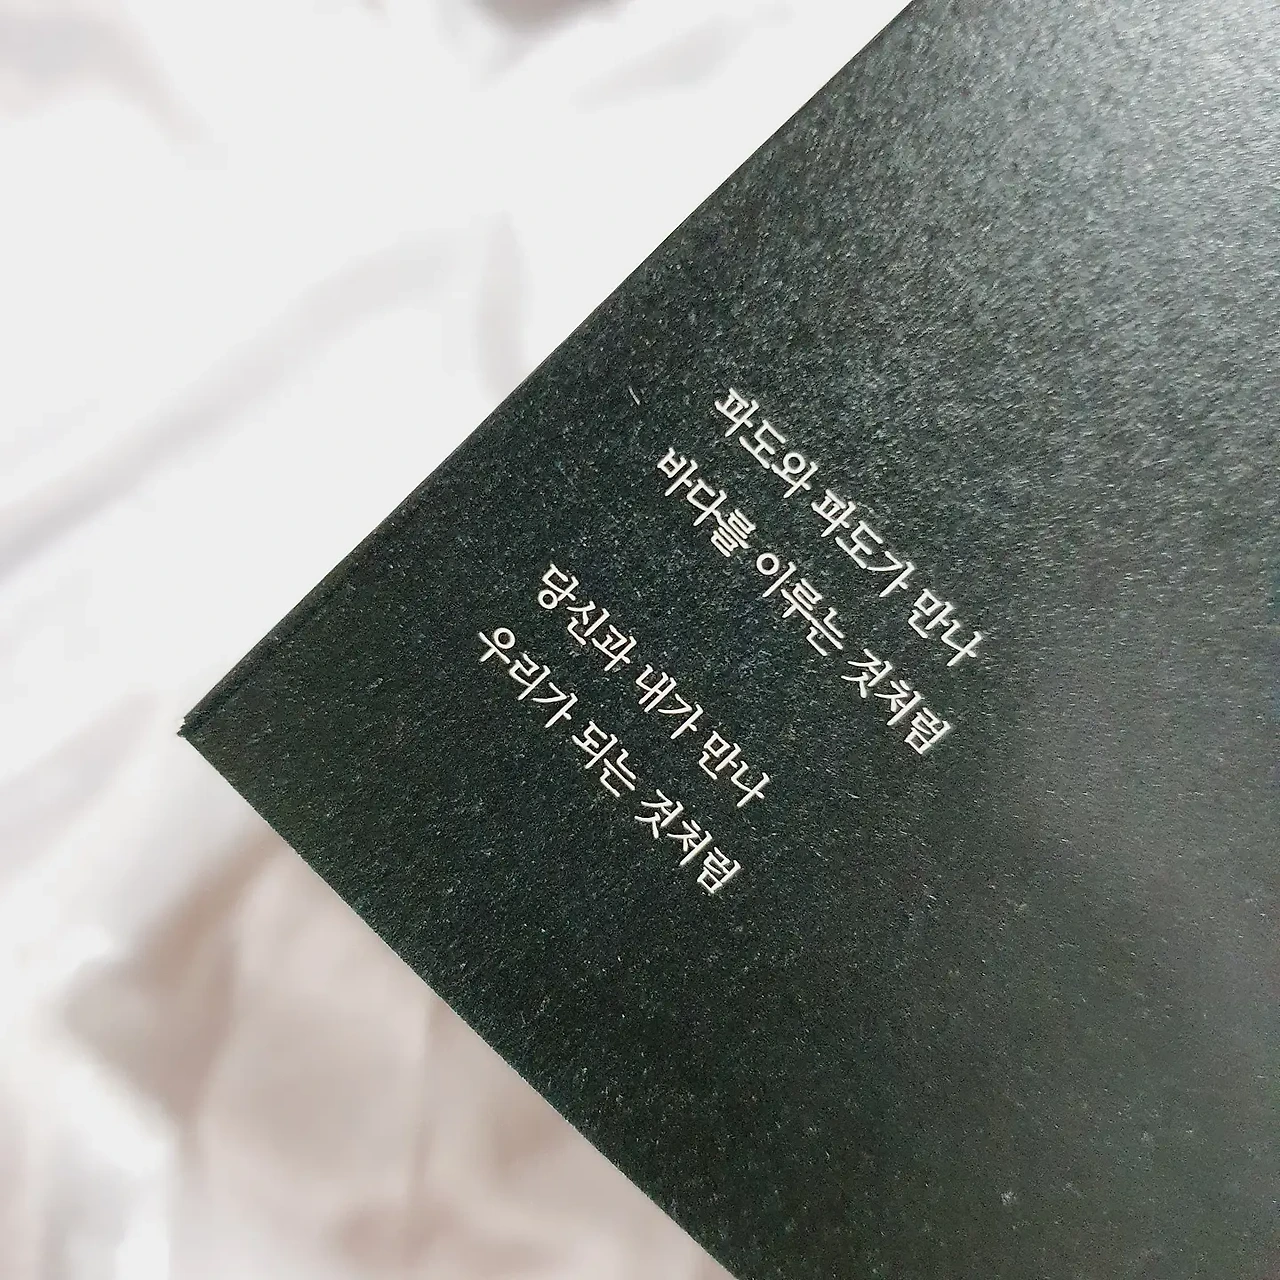 파도와 파도가 만나
바다를 이루는 것처럼
당신과 내가 만나
우리가 되는 것처럼